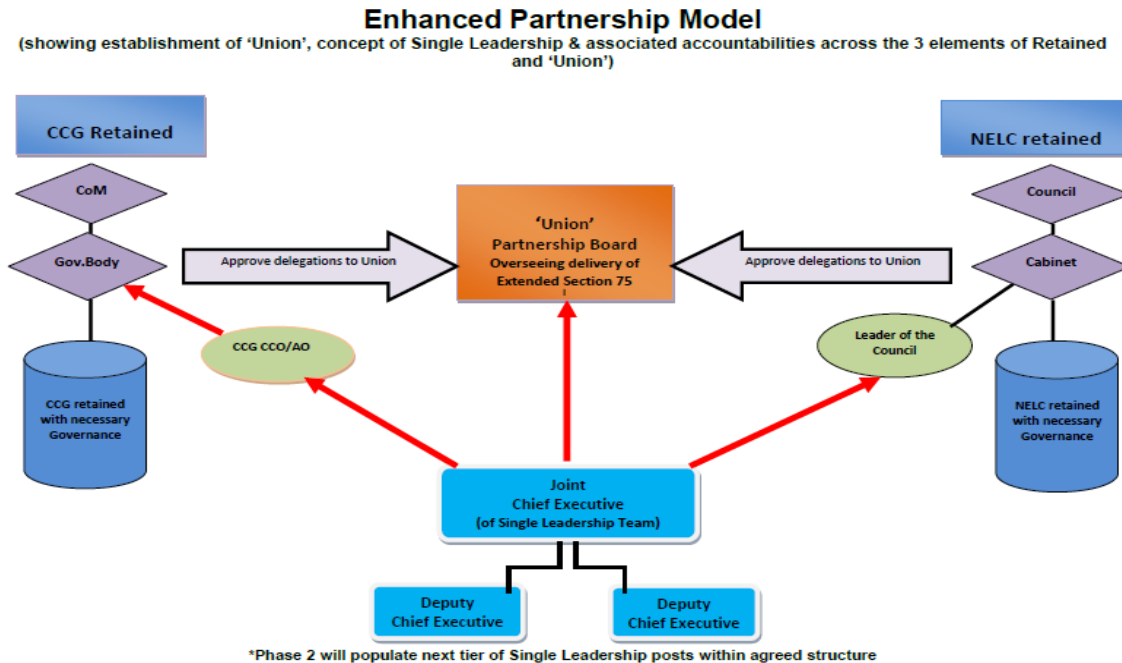 Enhanced Partnership Model
(showing establishment of ‘Union’, concept of Single Leadership & associated accountabilities across the 3 elements of Retained
and ‘Union’)
CCG Retained
NELC retained
CoM
Council
‘Union’
Partnership Board
Overseeing delivery of
Extended Section 75
Gov.Body
Approve delegations to Union
Approve delegations to Union
Cabinet
CCG CCO/AO
Leader of the
Council
CCG retained
with necessary
Governance
NELC retained
with necessary
Governance
Joint
Chief Executive
(of Single Leadership Team)
Deputy
Chief Executive
Deputy
Chief Executive
*Phase 2 will populate next tier of Single Leadership posts within agreed structure